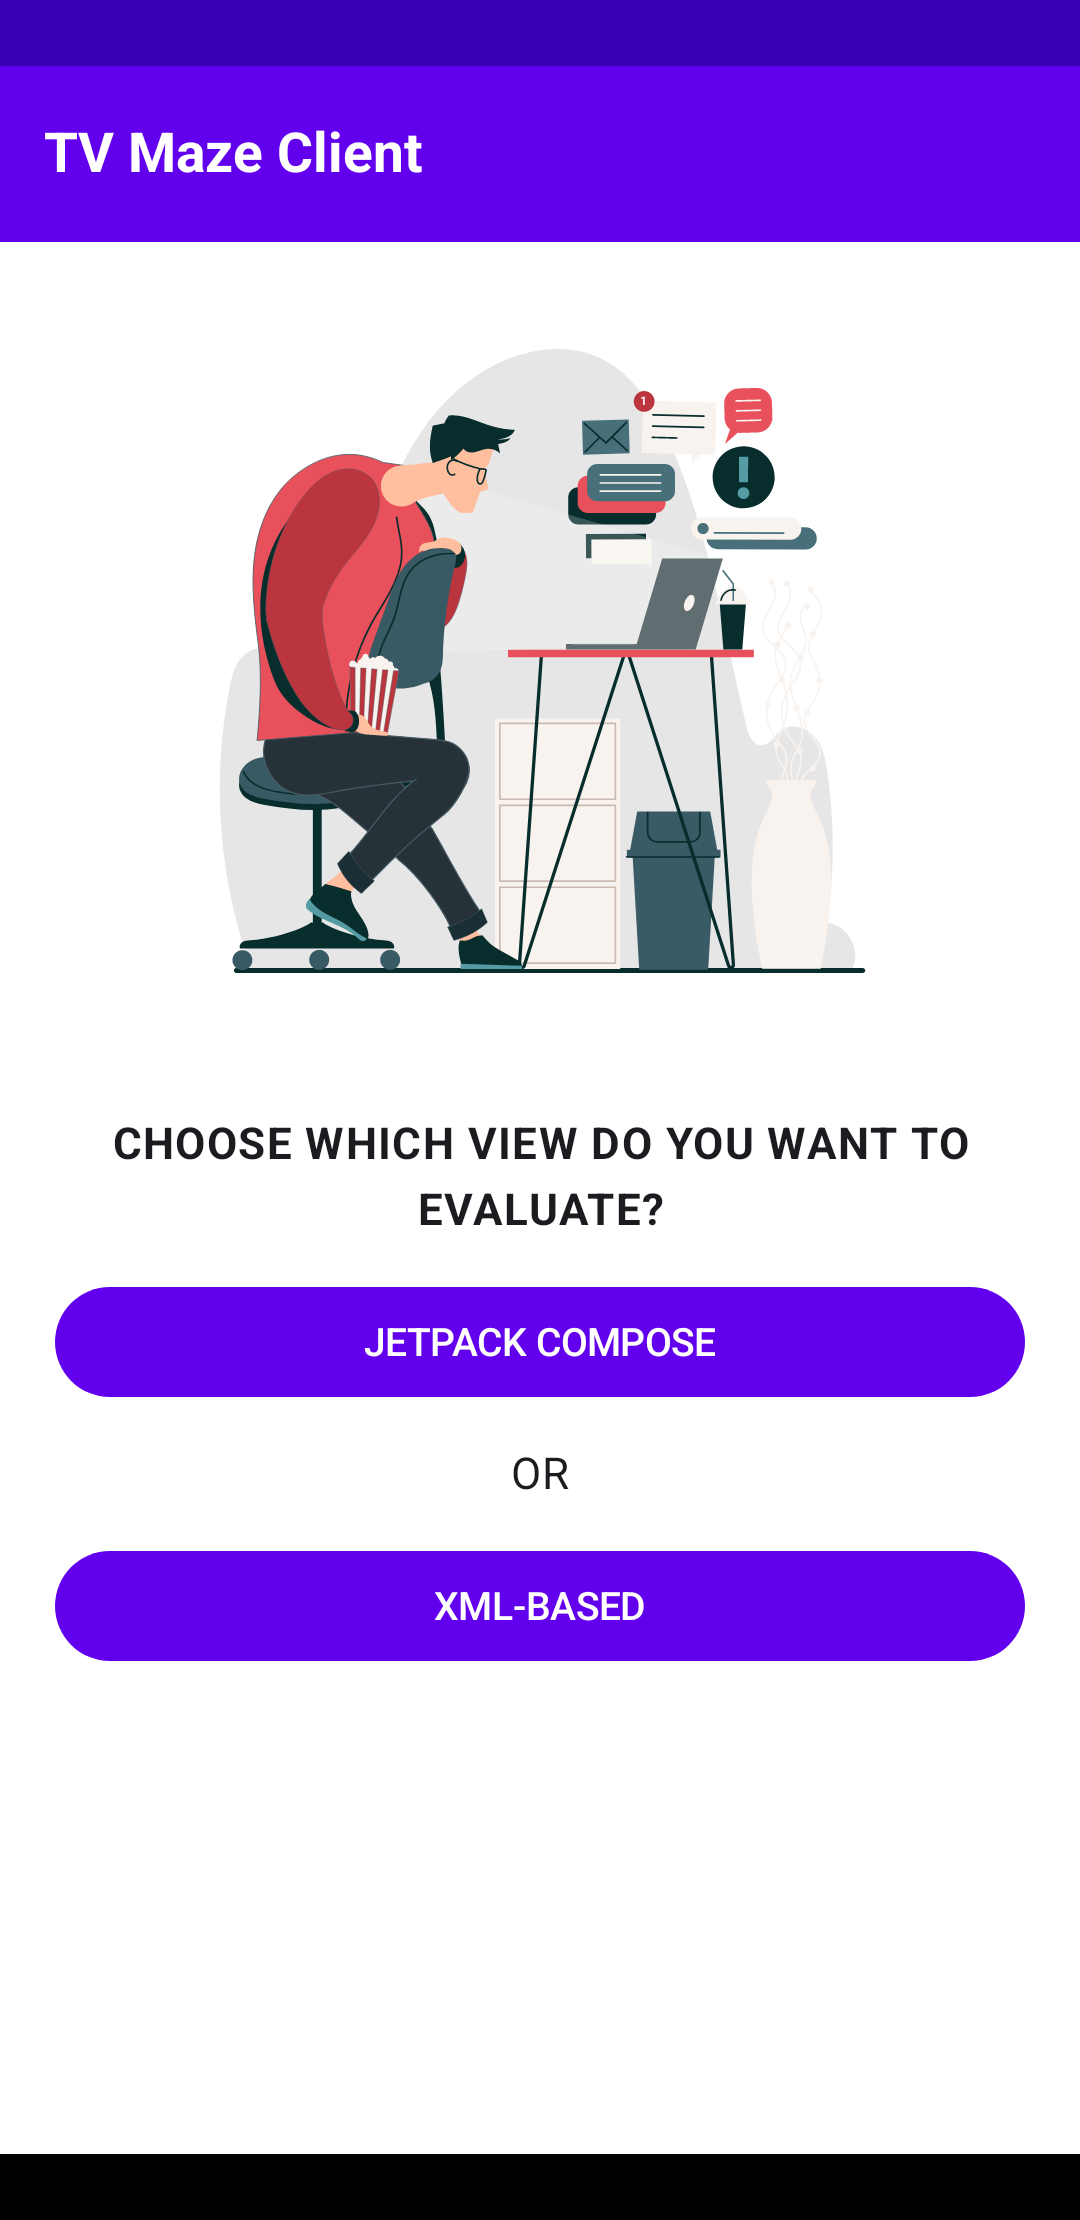 TV Maze Client
1
CHOOSE WHICH VIEW DO YOU WANT TO
EVALUATE?
JETPACK COMPOSE
OR
XML-BASED